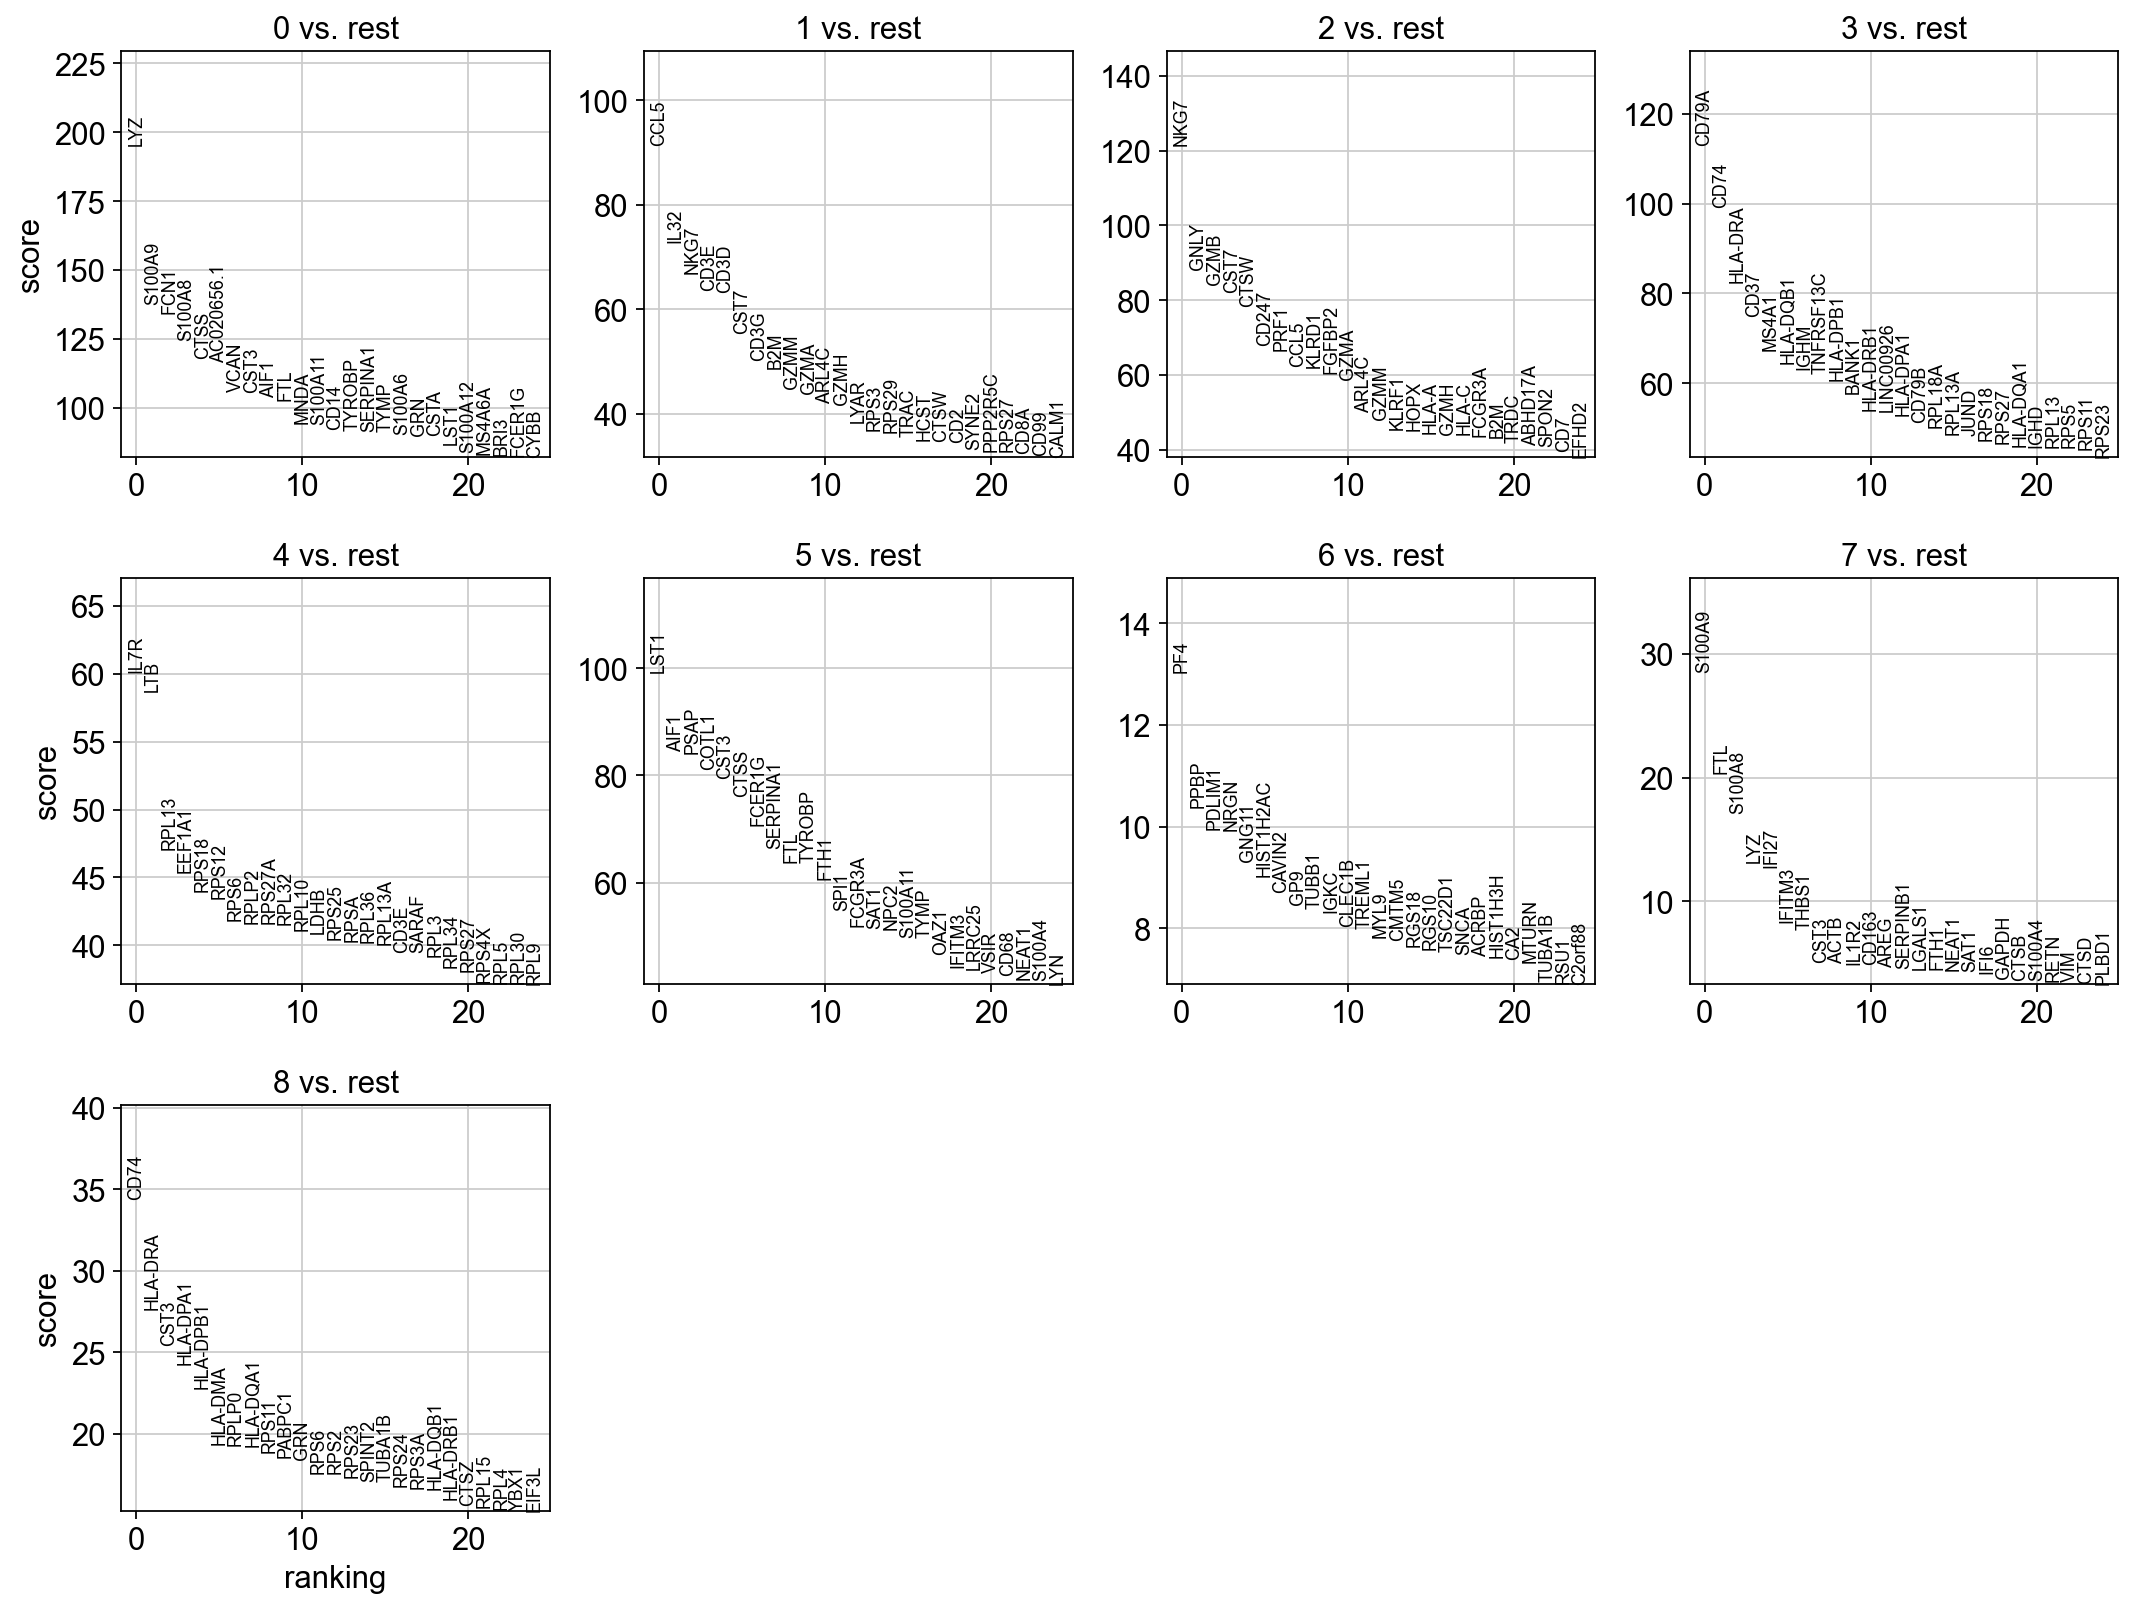 0 vs. rest
score
225
200
175
150
125
100
0
10
20
LYZ
S100A9
FCN1
S100A8
CTSS
AC020656.1
VCAN
CST3
AIF1
FTL
MNDA
S100A11
CD14
TYROBP
SERPINA1
TYMP
S100A6
GRN
CSTA
LST1
S100A12
MS4A6A
BRI3
FCER1G
CYBB
1 vs. rest
100
80
60
40
0
10
20
CCL5
IL32
NKG7
CD3E
CD3D
CST7
CD3G
B2M
GZMM
GZMA
ARL4C
GZMH
LYAR
RPS3
RPS29
TRAC
HCST
CTSW
CD2
SYNE2
PPP2R5C
RPS27
CD8A
CD99
CALM1
2 vs. rest
140
120
100
80
60
40
0
10
20
NKG7
GNLY
GZMB
CST7
CTSW
CD247
PRF1
CCL5
KLRD1
FGFBP2
GZMA
ARL4C
GZMM
KLRF1
HOPX
HLA-A
GZMH
HLA-C
FCGR3A
B2M
TRDC
ABHD17A
SPON2
CD7
EFHD2
3 vs. rest
120
100
80
60
0
10
20
CD79A
CD74
HLA-DRA
CD37
MS4A1
HLA-DQB1
IGHM
TNFRSF13C
HLA-DPB1
BANK1
HLA-DRB1
LINC00926
HLA-DPA1
CD79B
RPL18A
RPL13A
JUND
RPS18
RPS27
HLA-DQA1
IGHD
RPL13
RPS5
RPS11
RPS23
4 vs. rest
score
65
60
55
50
45
40
0
10
20
IL7R
LTB
RPL13
EEF1A1
RPS18
RPS12
RPS6
RPLP2
RPS27A
RPL32
RPL10
LDHB
RPS25
RPSA
RPL36
RPL13A
CD3E
SARAF
RPL3
RPL34
RPS27
RPS4X
RPL5
RPL30
RPL9
5 vs. rest
100
80
60
0
10
20
LST1
AIF1
PSAP
COTL1
CST3
CTSS
FCER1G
SERPINA1
FTL
TYROBP
FTH1
SPI1
FCGR3A
SAT1
NPC2
S100A11
TYMP
OAZ1
IFITM3
LRRC25
VSIR
CD68
NEAT1
S100A4
LYN
6 vs. rest
14
12
10
8
0
10
20
PF4
PPBP
PDLIM1
NRGN
GNG11
HIST1H2AC
CAVIN2
GP9
TUBB1
IGKC
CLEC1B
TREML1
MYL9
CMTM5
RGS18
RGS10
TSC22D1
SNCA
ACRBP
HIST1H3H
CA2
MTURN
TUBA1B
RSU1
C2orf88
7 vs. rest
30
20
10
0
10
20
S100A9
FTL
S100A8
LYZ
IFI27
IFITM3
THBS1
CST3
ACTB
IL1R2
CD163
AREG
SERPINB1
LGALS1
FTH1
NEAT1
SAT1
IFI6
GAPDH
CTSB
S100A4
RETN
VIM
CTSD
PLBD1
8 vs. rest
score
40
35
30
25
20
0
10
20
ranking
CD74
HLA-DRA
CST3
HLA-DPA1
HLA-DPB1
HLA-DMA
RPLP0
HLA-DQA1
RPS11
PABPC1
GRN
RPS6
RPS2
RPS23
SPINT2
TUBA1B
RPS24
RPS3A
HLA-DQB1
HLA-DRB1
CTSZ
RPL15
RPL4
YBX1
EIF3L